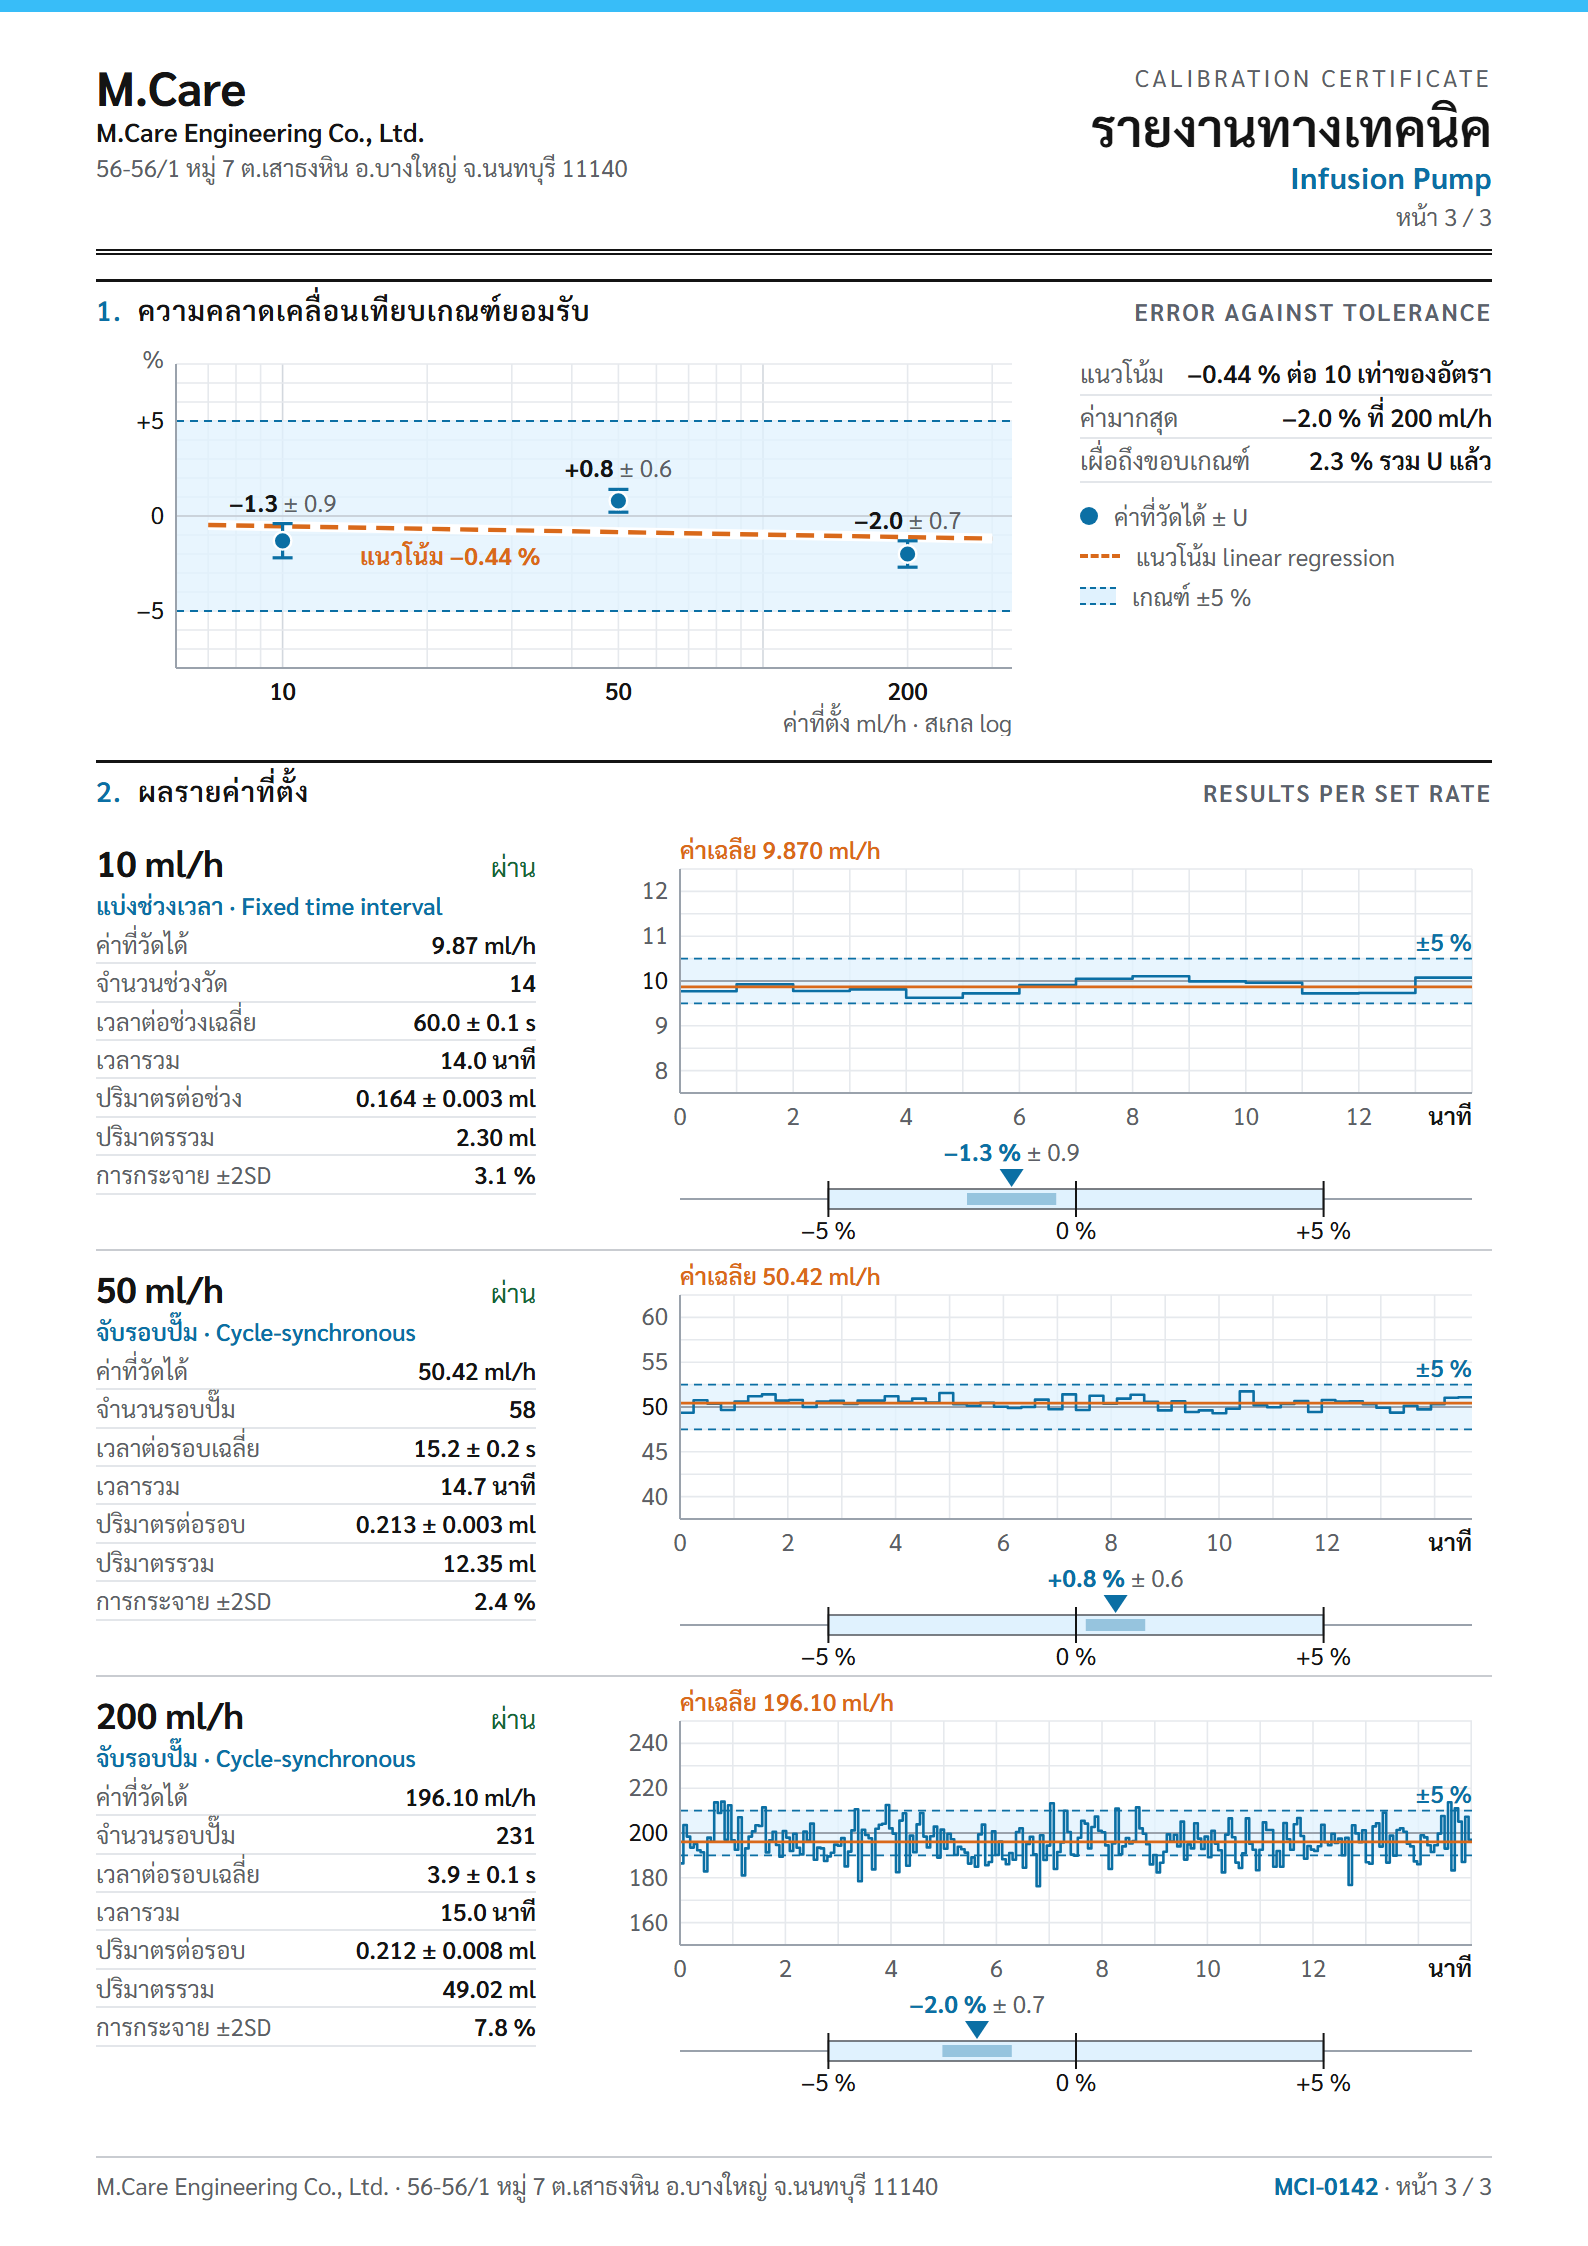 M.Care
M.Care Engineering Co., Ltd.
56-56/1 หมู่ 7 ต.เสาธงหิน อ.บางใหญ่ จ.นนทบุรี 11140
CALIBRATION CERTIFICATE
รายงานทางเทคนิค
Infusion Pump
หน้า 3 / 3
1. ความคลาดเคลื่อนเทียบเกณฑ์ยอมรับ
ERROR AGAINST TOLERANCE
%
+5
0
−5
−1.3 ± 0.9
+0.8 ± 0.6
−2.0 ± 0.7
แนวโน้ม −0.44 %
10 50 200
ค่าที่ตั้ง ml/h · สเกล log
แนวโน้ม −0.44 % ต่อ 10 เท่าของอัตรา
ค่ามากสุด −2.0 % ที่ 200 ml/h
เผื่อถึงขอบเกณฑ์ 2.3 % รวม U แล้ว
ค่าที่วัดได้ ± U
แนวโน้ม linear regression
เกณฑ์ ±5 %
2. ผลรายค่าที่ตั้ง
RESULTS PER SET RATE
10 ml/h ผ่าน
แบ่งช่วงเวลา · Fixed time interval
ค่าที่วัดได้ 9.87 ml/h
จำนวนช่วงวัด 14
เวลาต่อช่วงเฉลี่ย 60.0 ± 0.1 s
เวลารวม 14.0 นาที
ปริมาตรต่อช่วง 0.164 ± 0.003 ml
ปริมาตรรวม 2.30 ml
การกระจาย ±2SD 3.1 %
ค่าเฉลี่ย 9.870 ml/h
12
11
10
9
8
±5 %
0 2 4 6 8 10 12 นาที
−1.3 % ± 0.9
−5 % 0 % +5 %
50 ml/h ผ่าน
จับรอบปั๊ม · Cycle-synchronous
ค่าที่วัดได้ 50.42 ml/h
จำนวนรอบปั๊ม 58
เวลาต่อรอบเฉลี่ย 15.2 ± 0.2 s
เวลารวม 14.7 นาที
ปริมาตรต่อรอบ 0.213 ± 0.003 ml
ปริมาตรรวม 12.35 ml
การกระจาย ±2SD 2.4 %
ค่าเฉลี่ย 50.42 ml/h
60
55
50
45
40
±5 %
0 2 4 6 8 10 12 นาที
+0.8 % ± 0.6
−5 % 0 % +5 %
200 ml/h ผ่าน
จับรอบปั๊ม · Cycle-synchronous
ค่าที่วัดได้ 196.10 ml/h
จำนวนรอบปั๊ม 231
เวลาต่อรอบเฉลี่ย 3.9 ± 0.1 s
เวลารวม 15.0 นาที
ปริมาตรต่อรอบ 0.212 ± 0.008 ml
ปริมาตรรวม 49.02 ml
การกระจาย ±2SD 7.8 %
ค่าเฉลี่ย 196.10 ml/h
240
220
200
180
160
±5 %
0 2 4 6 8 10 12 นาที
−2.0 % ± 0.7
−5 % 0 % +5 %
M.Care Engineering Co., Ltd. · 56-56/1 หมู่ 7 ต.เสาธงหิน อ.บางใหญ่ จ.นนทบุรี 11140
MCI-0142 · หน้า 3 / 3